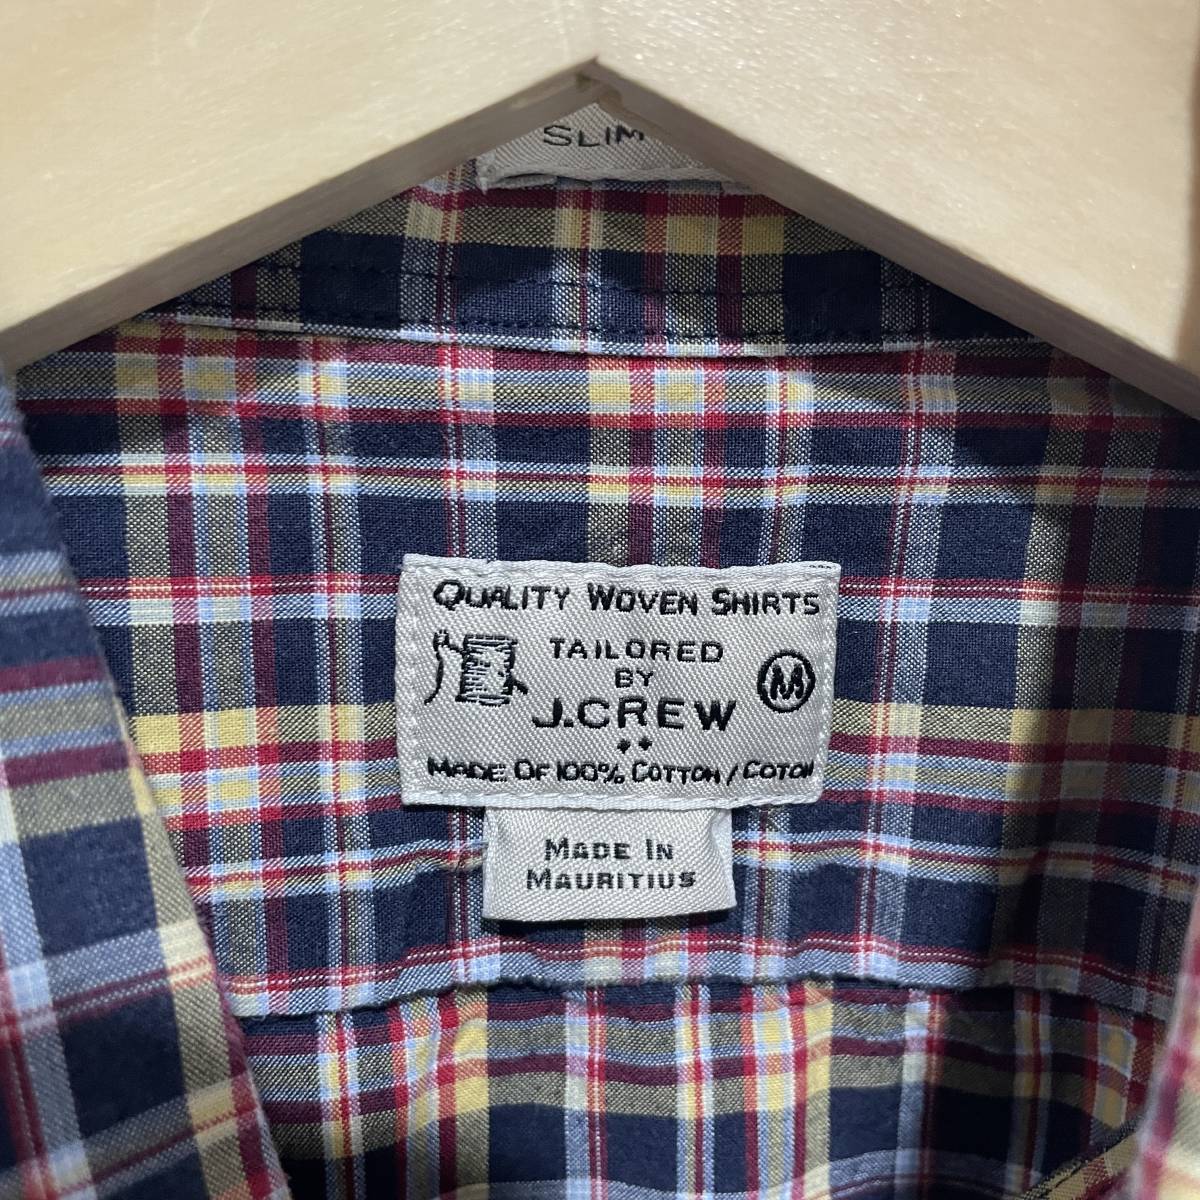 SLIM
QUALITY WOVEN SHIRTS
TAILORED
BY
J.CREW
M
MADE OF 100% COTTON / COTON
MADE IN
MAURITIUS